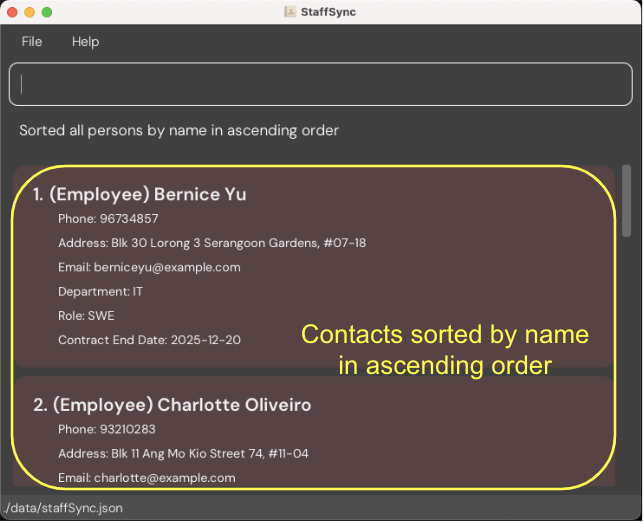 StaffSync
File Help
Sorted all persons by name in ascending order
1. (Employee) Bernice Yu
Phone: 96734857
Address: Blk 30 Lorong 3 Serangoon Gardens, #07-18
Email: berniceyu@example.com
Department: IT
Role: SWE
Contract End Date: 2025-12-20
Contacts sorted by name
in ascending order
2. (Employee) Charlotte Oliveiro
Phone: 93210283
Address: Blk 11 Ang Mo Kio Street 74, #11-04
Email: charlotte@example.com
./data/staffSync.json